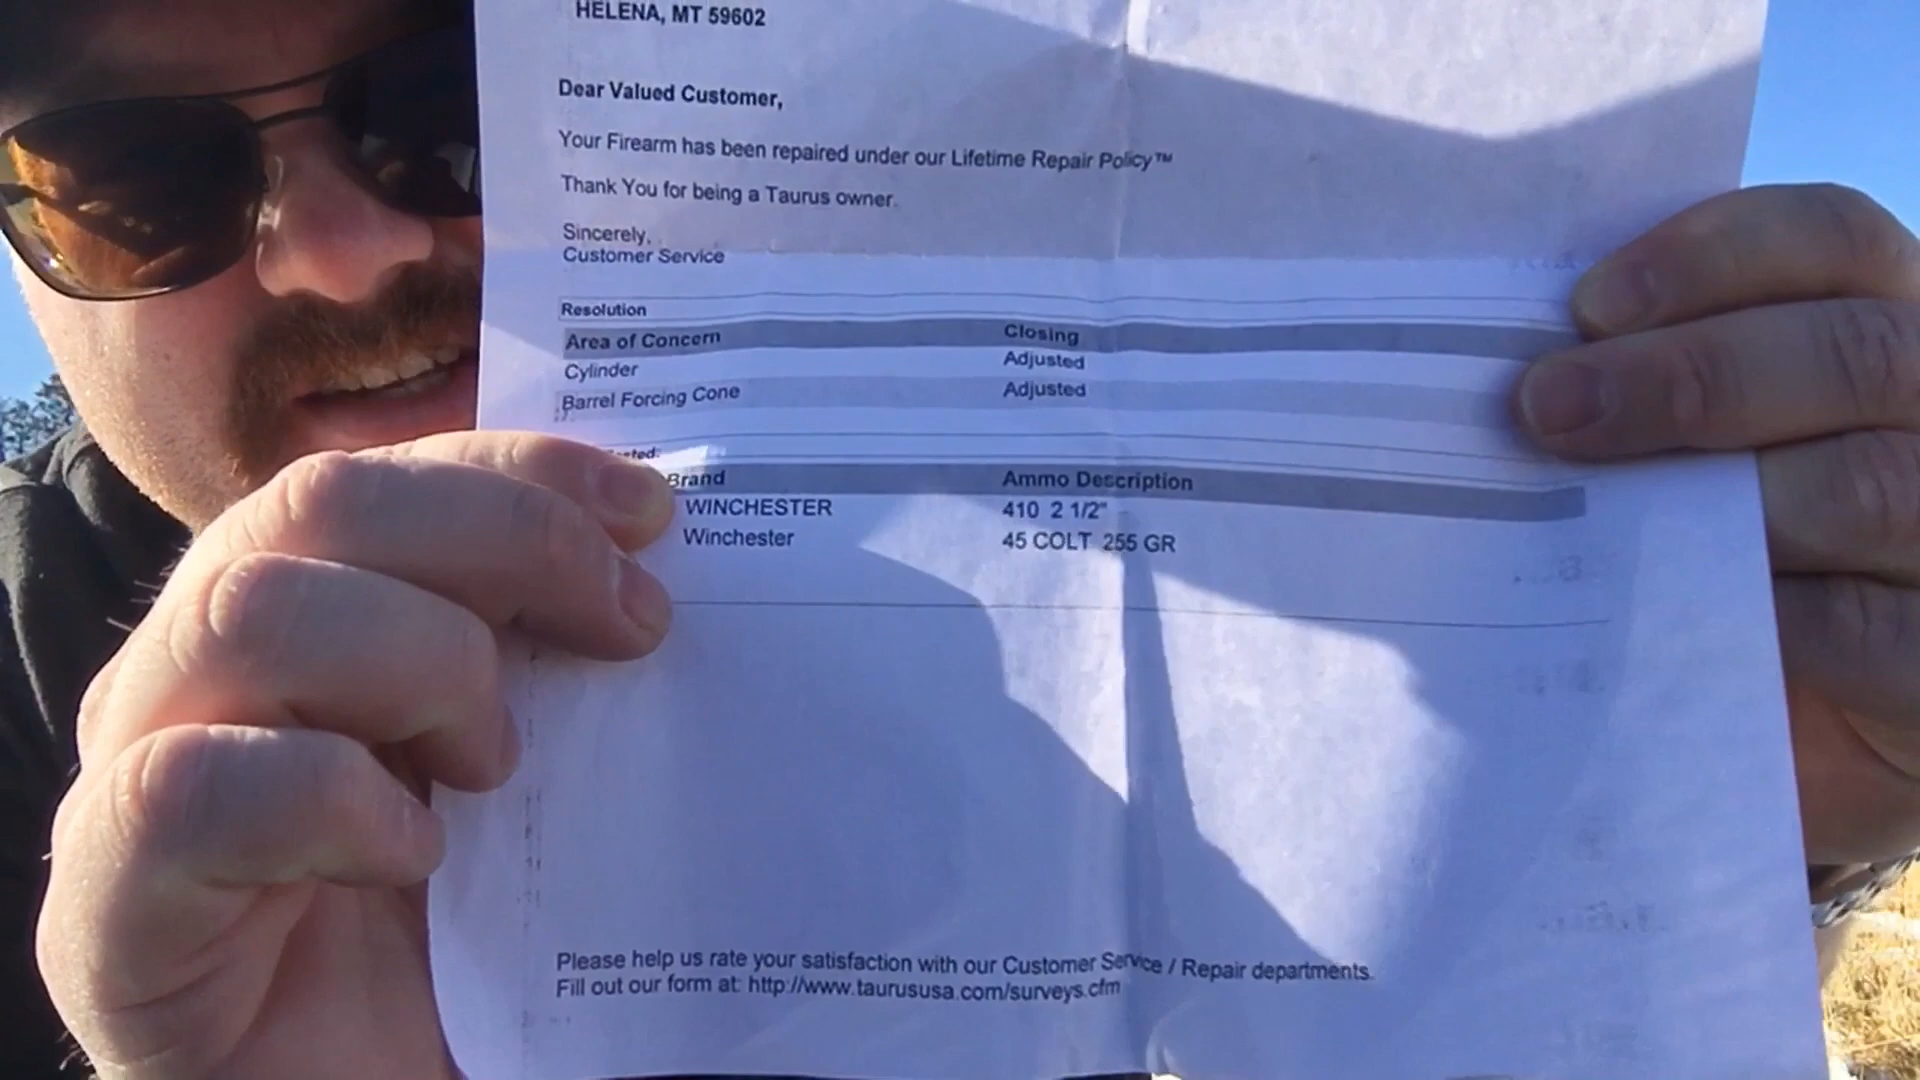 HELENA, MT 59602
Dear Valued Customer,
Your Firearm has been repaired under our Lifetime Repair Policy™
Thank You for being a Taurus owner.
Sincerely,
Customer Service
Resolution
Area of Concern Closing
Cylinder Adjusted
Barrel Forcing Cone Adjusted
Brand Ammo Description
WINCHESTER 410 2 1/2"
Winchester 45 COLT 255 GR
Please help us rate your satisfaction with our Customer Service / Repair departments.
Fill out our form at: http://www.taurususa.com/surveys.cfm